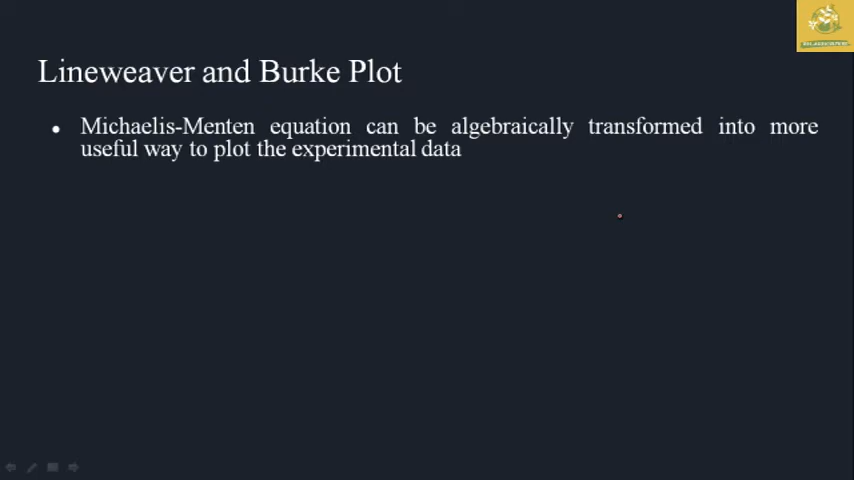 Lineweaver and Burke Plot
Michaelis-Menten equation can be algebraically transformed into more
useful way to plot the experimental data